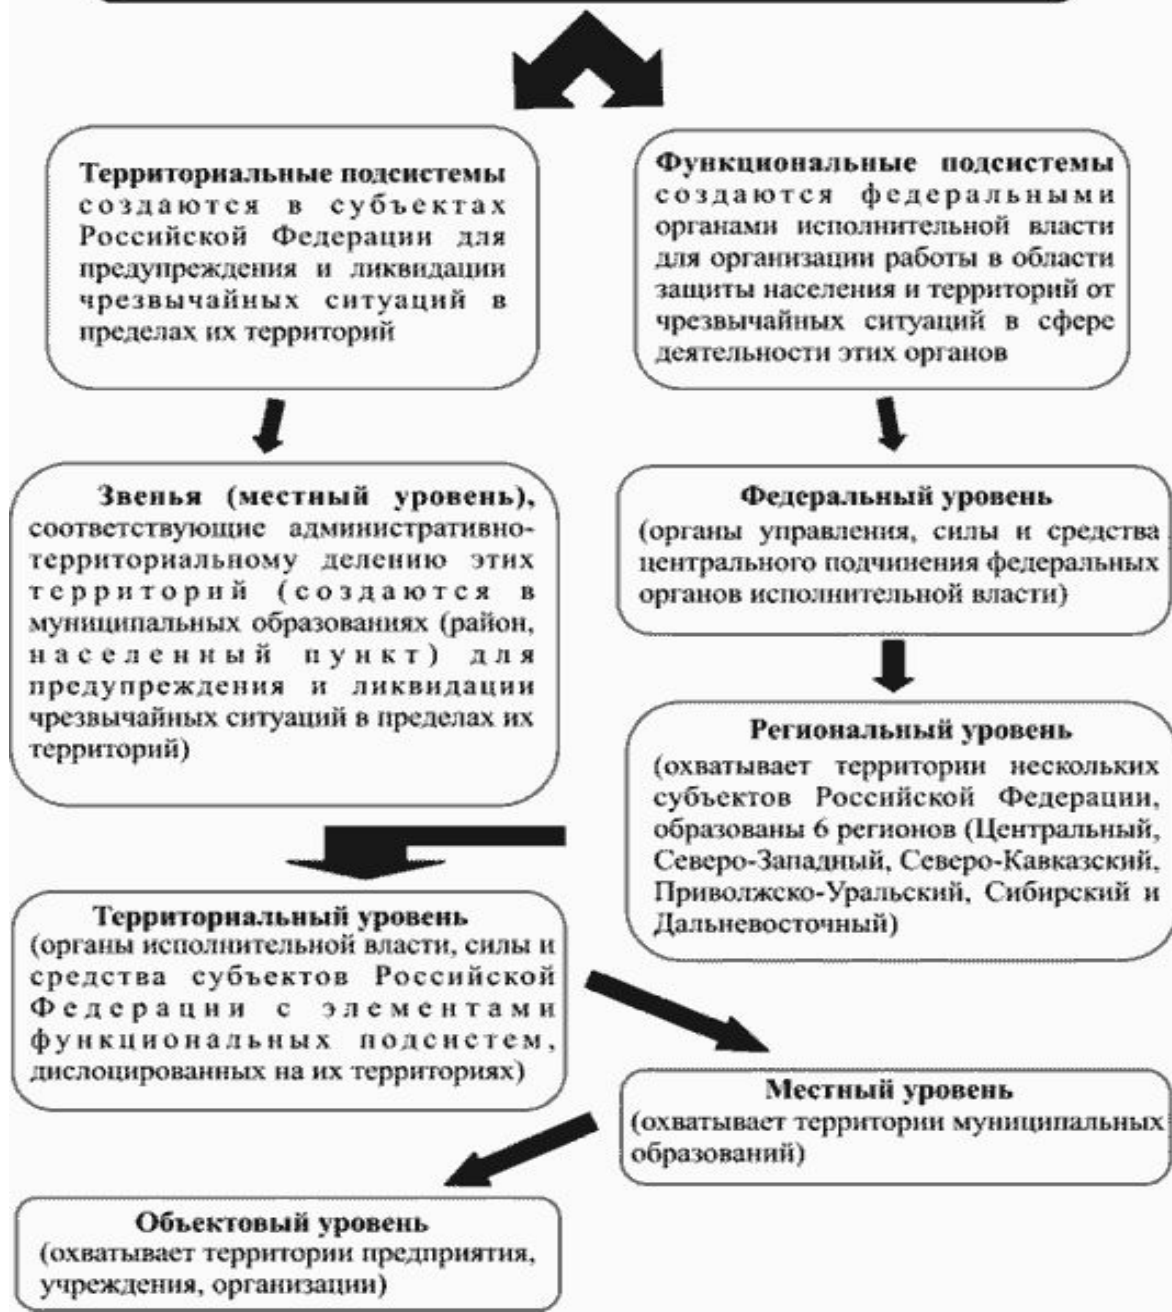 Территориальные подсистемы
создаются в субъектах
Российской Федерации для
предупреждения и ликвидации
чрезвычайных ситуаций в
пределах их территорий
Функциональные подсистемы
создаются федеральными
органами исполнительной власти
для организации работы в области
защиты населения и территорий от
чрезвычайных ситуаций в сфере
деятельности этих органов
Звенья (местный уровень),
соответствующие административно-
территориальному делению этих
территорий (создаются в
муниципальных образованиях (район,
населенный пункт) для
предупреждения и ликвидации
чрезвычайных ситуаций в пределах их
территорий)
Федеральный уровень
(органы управления, силы и средства
центрального подчинения федеральных
органов исполнительной власти)
Региональный уровень
(охватывает территории нескольких
субъектов Российской Федерации,
образованы 6 регионов (Центральный,
Северо-Западный, Северо-Кавказский,
Приволжско-Уральский, Сибирский и
Дальневосточный)
Территориальный уровень
(органы исполнительной власти, силы и
средства субъектов Российской
Федерации с элементами
функциональных подсистем,
дислоцированных на их территориях)
Местный уровень
(охватывает территории муниципальных
образований)
Объектовый уровень
(охватывает территории предприятия,
учреждения, организации)